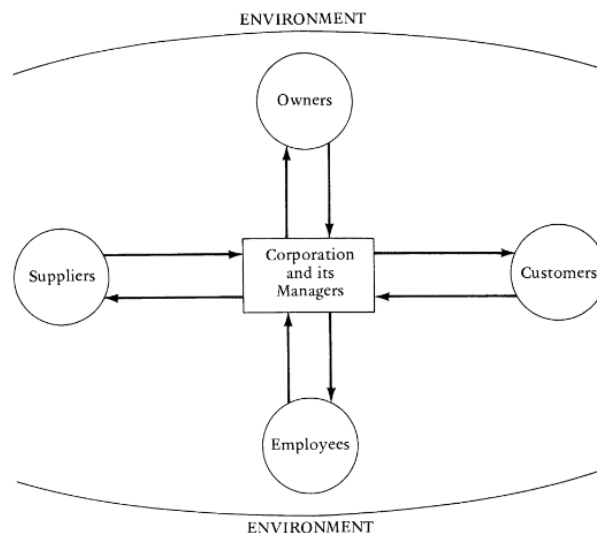 ENVIRONMENT
Owners
Suppliers
Corporation
and its
Managers
Customers
Employees
ENVIRONMENT